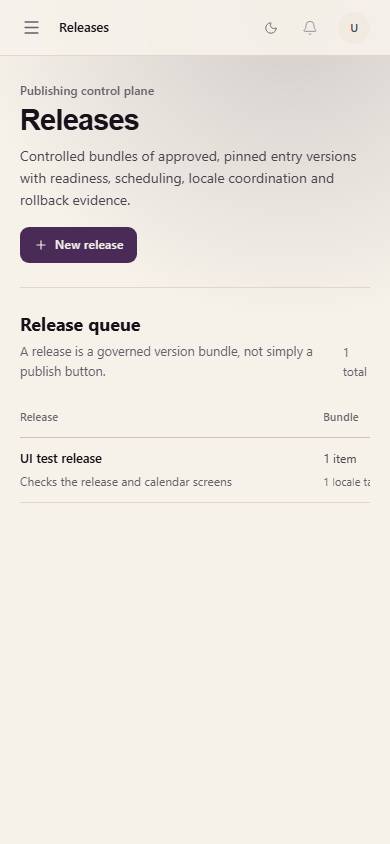 Releases
U
Publishing control plane
Releases
Controlled bundles of approved, pinned entry versions
with readiness, scheduling, locale coordination and
rollback evidence.
+ New release
Release queue
A release is a governed version bundle, not simply a
publish button.
1
total
Release Bundle
UI test release 1 item
Checks the release and calendar screens 1 locale